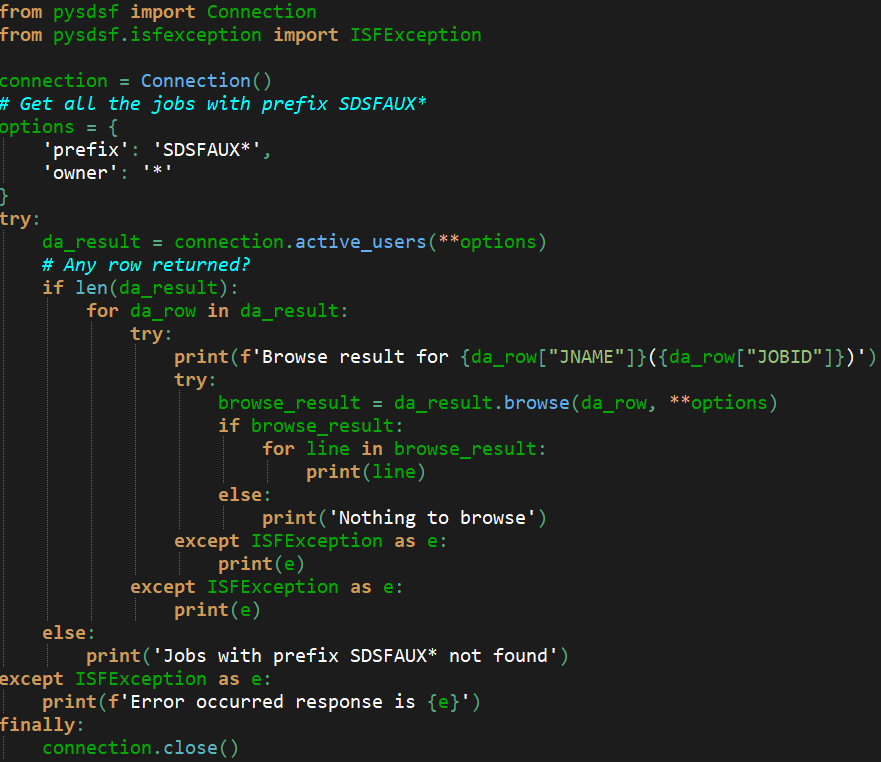 from pysdsf import Connection
from pysdsf.isfexception import ISFException

connection = Connection()
# Get all the jobs with prefix SDSFAUX*
options = {
    'prefix': 'SDSFAUX*',
    'owner': '*'
}
try:
    da_result = connection.active_users(**options)
    # Any row returned?
    if len(da_result):
        for da_row in da_result:
            try:
                print(f'Browse result for {da_row["JNAME"]}({da_row["JOBID"]})')
                try:
                    browse_result = da_result.browse(da_row, **options)
                    if browse_result:
                        for line in browse_result:
                            print(line)
                    else:
                        print('Nothing to browse')
                except ISFException as e:
                    print(e)
            except ISFException as e:
                print(e)
    else:
        print('Jobs with prefix SDSFAUX* not found')
except ISFException as e:
    print(f'Error occurred response is {e}')
finally:
    connection.close()